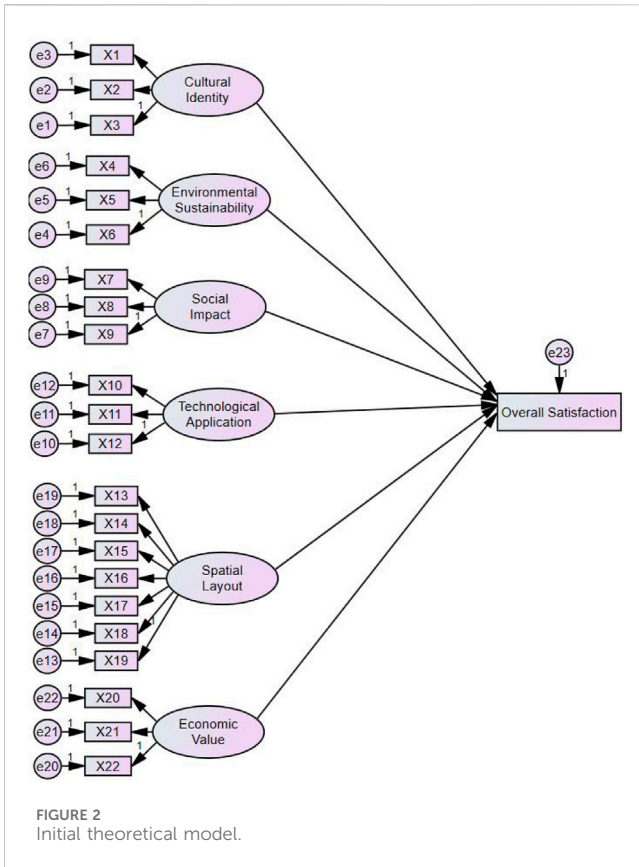 e3 1 X1
e2 1 X2
e1 1 X3 1
Cultural
Identity
e6 1 X4
e5 1 X5
e4 1 X6 1
Environmental
Sustainability
e9 1 X7
e8 1 X8
e7 1 X9 1
Social
Impact
e23
1
Overall Satisfaction
e12 1 X10
e11 1 X11
e10 1 X12 1
Technological
Application
e19 1 X13
e18 1 X14
e17 1 X15
e16 1 X16
e15 1 X17
e14 1 X18
e13 1 X19 1
Spatial
Layout
e22 1 X20
e21 1 X21
e20 1 X22 1
Economic
Value
FIGURE 2
Initial theoretical model.